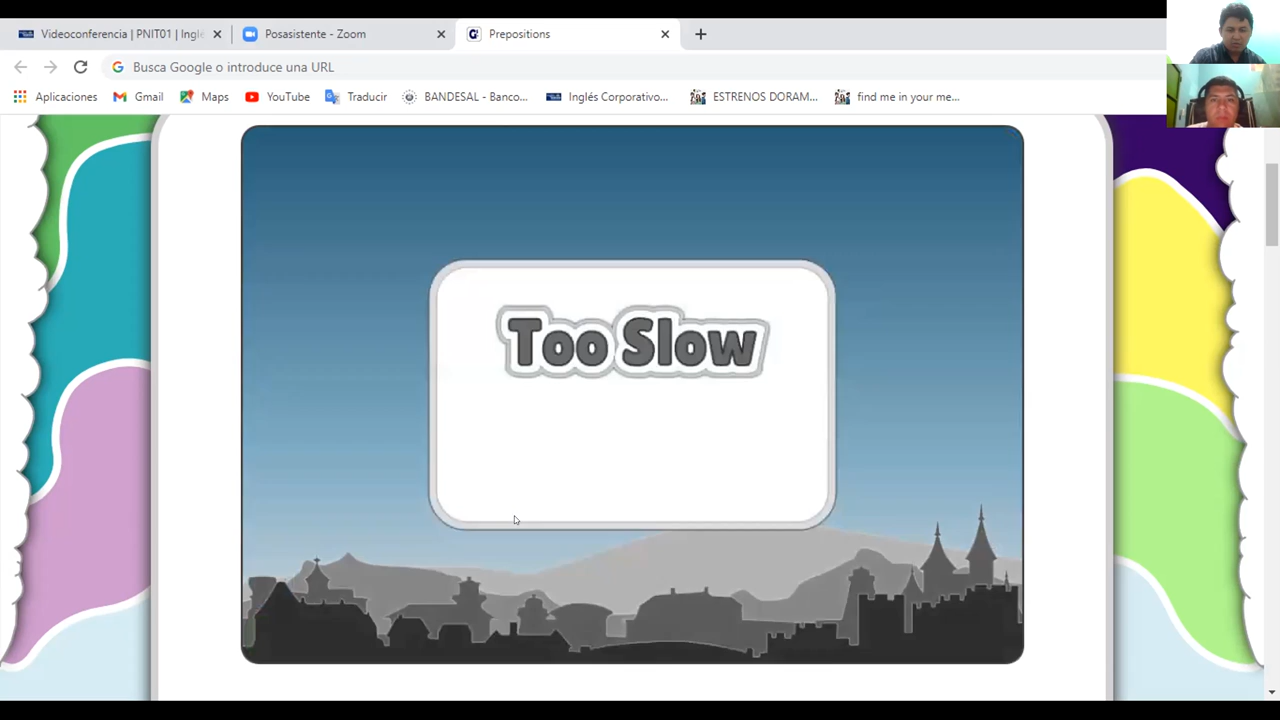 Videoconferencia | PNIT01 | Inglé
Posasistente - Zoom
Prepositions
Busca Google o introduce una URL
Aplicaciones
Gmail
Maps
YouTube
Traducir
BANDESAL - Banco...
Inglés Corporativo...
ESTRENOS DORAM...
find me in your me...
Too Slow